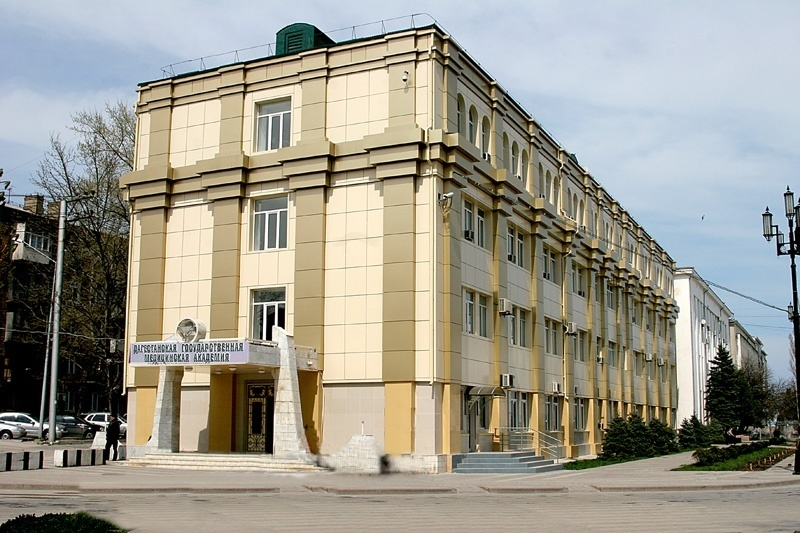 ДАГЕСТАНСКАЯ ГОСУДАРСТВЕННАЯ
МЕДИЦИНСКАЯ АКАДЕМИЯ